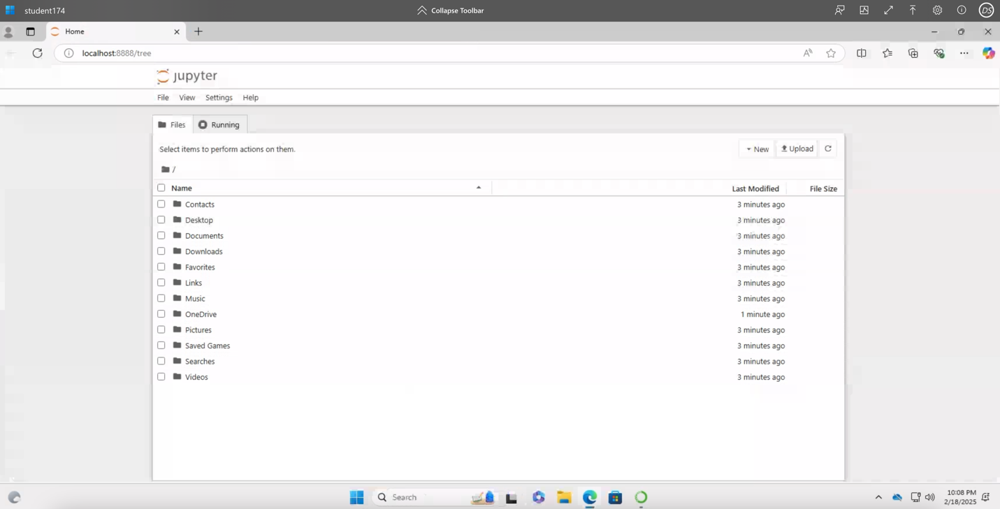 student174
Collapse Toolbar
DS
Home
localhost:8888/tree
jupyter
File View Settings Help
Files Running
Select items to perform actions on them.
New Upload
/
Name Last Modified File Size
Contacts 3 minutes ago
Desktop 3 minutes ago
Documents 3 minutes ago
Downloads 3 minutes ago
Favorites 3 minutes ago
Links 3 minutes ago
Music 3 minutes ago
OneDrive 1 minute ago
Pictures 3 minutes ago
Saved Games 3 minutes ago
Searches 3 minutes ago
Videos 3 minutes ago
Search
10:08 PM
2/18/2025